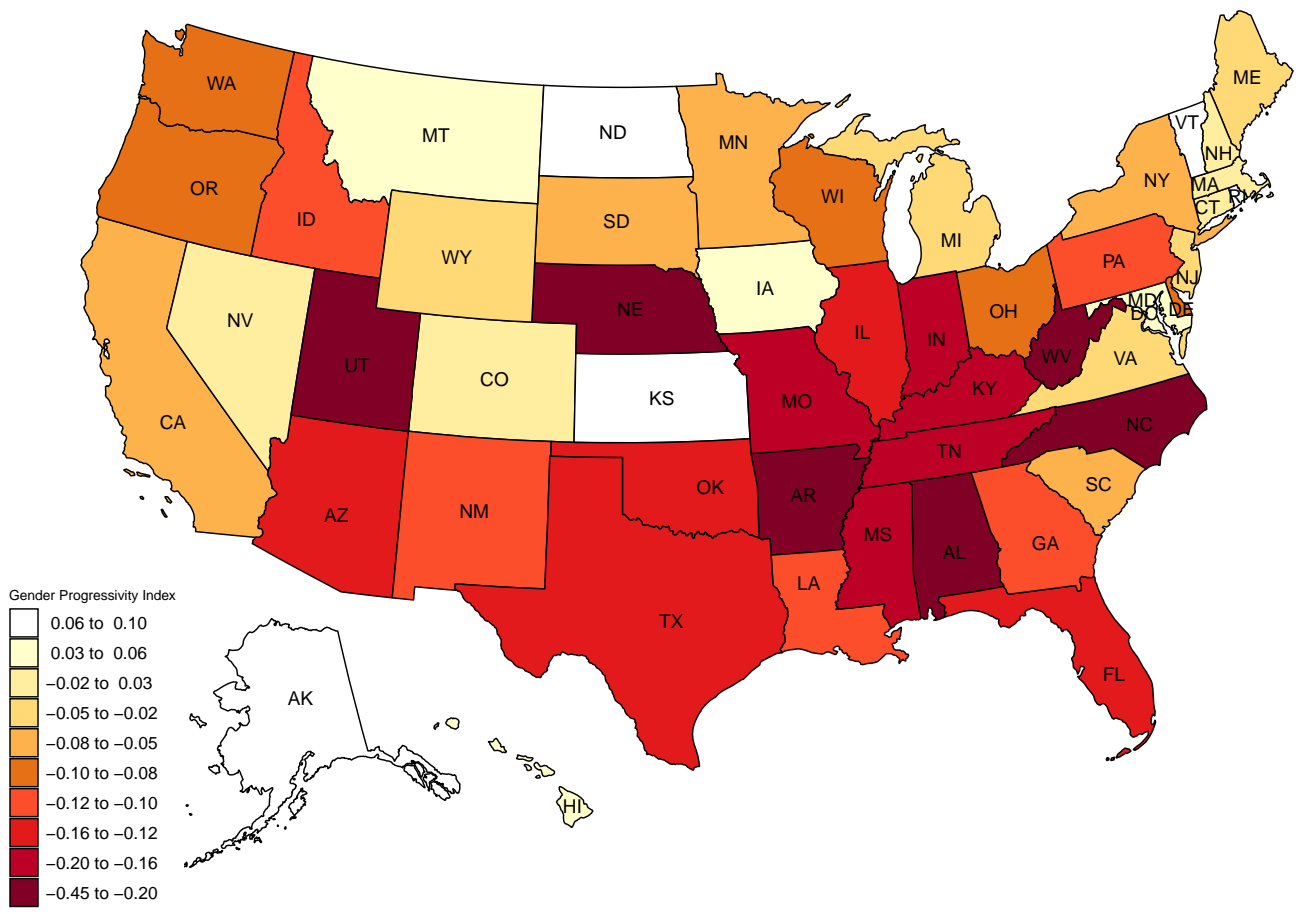 WA
ME
MT
ND
VT
MN
NH
OR
NY
MA
WI
RI
CT
ID
SD
MI
WY
PA
NJ
IA
MD
NE
DE
OH
DC
NV
IL
IN
WV
VA
UT
CO
KY
KS
MO
CA
NC
TN
SC
OK
AR
NM
AZ
MS
GA
AL
LA
TX
FL
AK
HI
Gender Progressivity Index
0.06 to 0.10
0.03 to 0.06
−0.02 to 0.03
−0.05 to −0.02
−0.08 to −0.05
−0.10 to −0.08
−0.12 to −0.10
−0.16 to −0.12
−0.20 to −0.16
−0.45 to −0.20